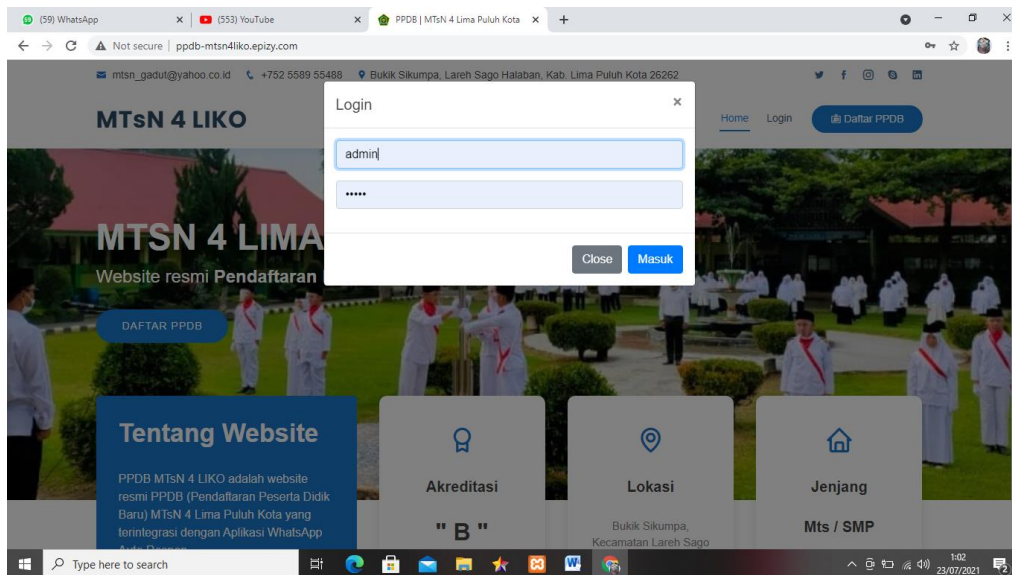 (59) WhatsApp
(553) YouTube
PPDB | MTsN 4 Lima Puluh Kota
Not secure | ppdb-mtsn4liko.epizy.com
mtsn_gadut@yahoo.co.id +752 5589 55488 Bukik Sikumpa, Lareh Sago Halaban, Kab. Lima Puluh Kota 26262
MTsN 4 LIKO
Home Login Daftar PPDB
Login ×
admin
•••••
Close Masuk
MTSN 4 LIMA
Website resmi Pendaftaran
DAFTAR PPDB
Tentang Website
PPDB MTsN 4 LIKO adalah website
resmi PPDB (Pendaftaran Peserta Didik
Baru) MTsN 4 Lima Puluh Kota yang
terintegrasi dengan Aplikasi WhatsApp
Akreditasi
" B "
Lokasi
Bukik Sikumpa,
Kecamatan Lareh Sago
Jenjang
Mts / SMP
Type here to search
1:02
23/07/2021